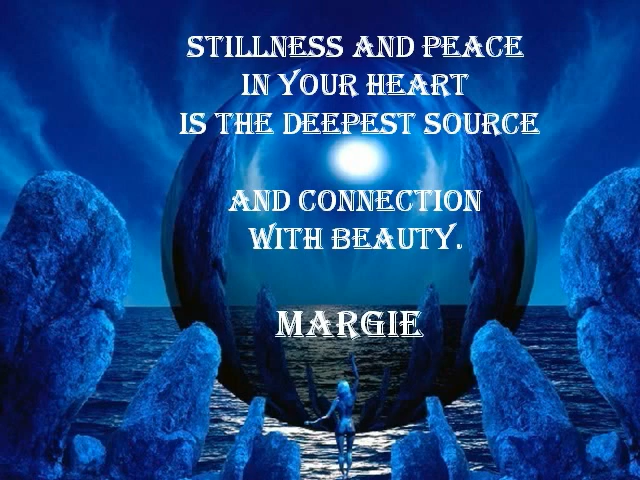 STILLNESS AND PEACE
IN YOUR HEART
IS THE DEEPEST SOURCE
AND CONNECTION
WITH BEAUTY.
MARGIE